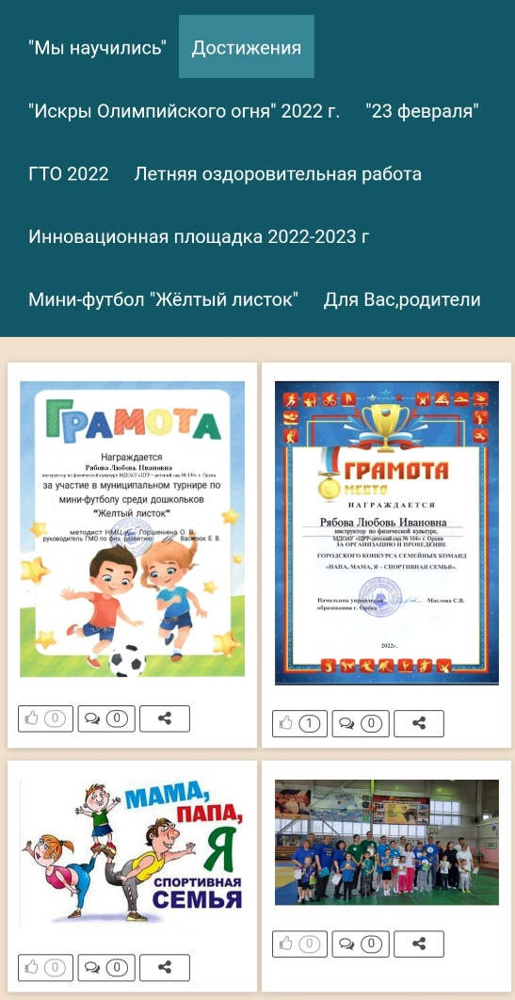 "Мы научились" Достижения
"Искры Олимпийского огня" 2022 г. "23 февраля"
ГТО 2022 Летняя оздоровительная работа
Инновационная площадка 2022-2023 г
Мини-футбол "Жёлтый листок" Для Вас,родители
ГРАМОТА
Награждается
Рябова Любовь Ивановна
инструктор по физической культуре МДОАУ «ЦРР – детский сад № 104» г. Орска
за участие в муниципальном турнире по
мини-футболу среди дошкольков
"Желтый листок"
методист НМЦ Горшенина О. В.
руководитель ГМО по физ. развитию Васянок Е. В.
0 0
ГРАМОТА
МЕСТО
НАГРАЖДАЕТСЯ
Рябова Любовь Ивановна
инструктор по физической культуре,
МДОАУ «ЦРР-детский сад № 104» г. Орска
ЗА ОРГАНИЗАЦИЮ И ПРОВЕДЕНИЕ
ГОРОДСКОГО КОНКУРСА СЕМЕЙНЫХ КОМАНД
«ПАПА, МАМА, Я – СПОРТИВНАЯ СЕМЬЯ».
Начальник управления Маслова С.В.
образования г. Орска
2022г.
1 0
МАМА,
ПАПА,
Я
СПОРТИВНАЯ
СЕМЬЯ
0 0
0 0